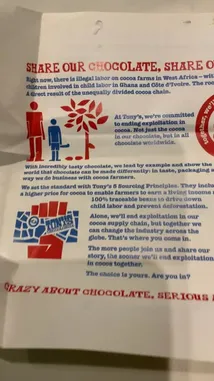 SHARE OUR CHOCOLATE, SHARE O
Right now, there is illegal labor on cocoa farms in West Africa – with
children involved in child labor in Ghana and Côte d'Ivoire. The roo
A direct result of the unequally divided cocoa chain.
At Tony's, we're committed
to ending exploitation in
cocoa. Not just the cocoa
in our chocolate, but in all
chocolate worldwide.
With incredibly tasty chocolate, we lead by example and show the
world that chocolate can be made differently: in taste, packaging a
way we do business with cocoa farmers.
We set the standard with Tony's 5 Sourcing Principles. They inclu
a higher price for cocoa to enable farmers to earn a living income
100% traceable beans to drive down
child labor and prevent deforestation.
Alone, we'll end exploitation in our
cocoa supply chain, but together we
can change the industry across the
globe. That's where you come in.
The more people join us and share our
story, the sooner we'll end exploitation
in cocoa together.
The choice is yours. Are you in?
CRAZY ABOUT CHOCOLATE, SERIOUS